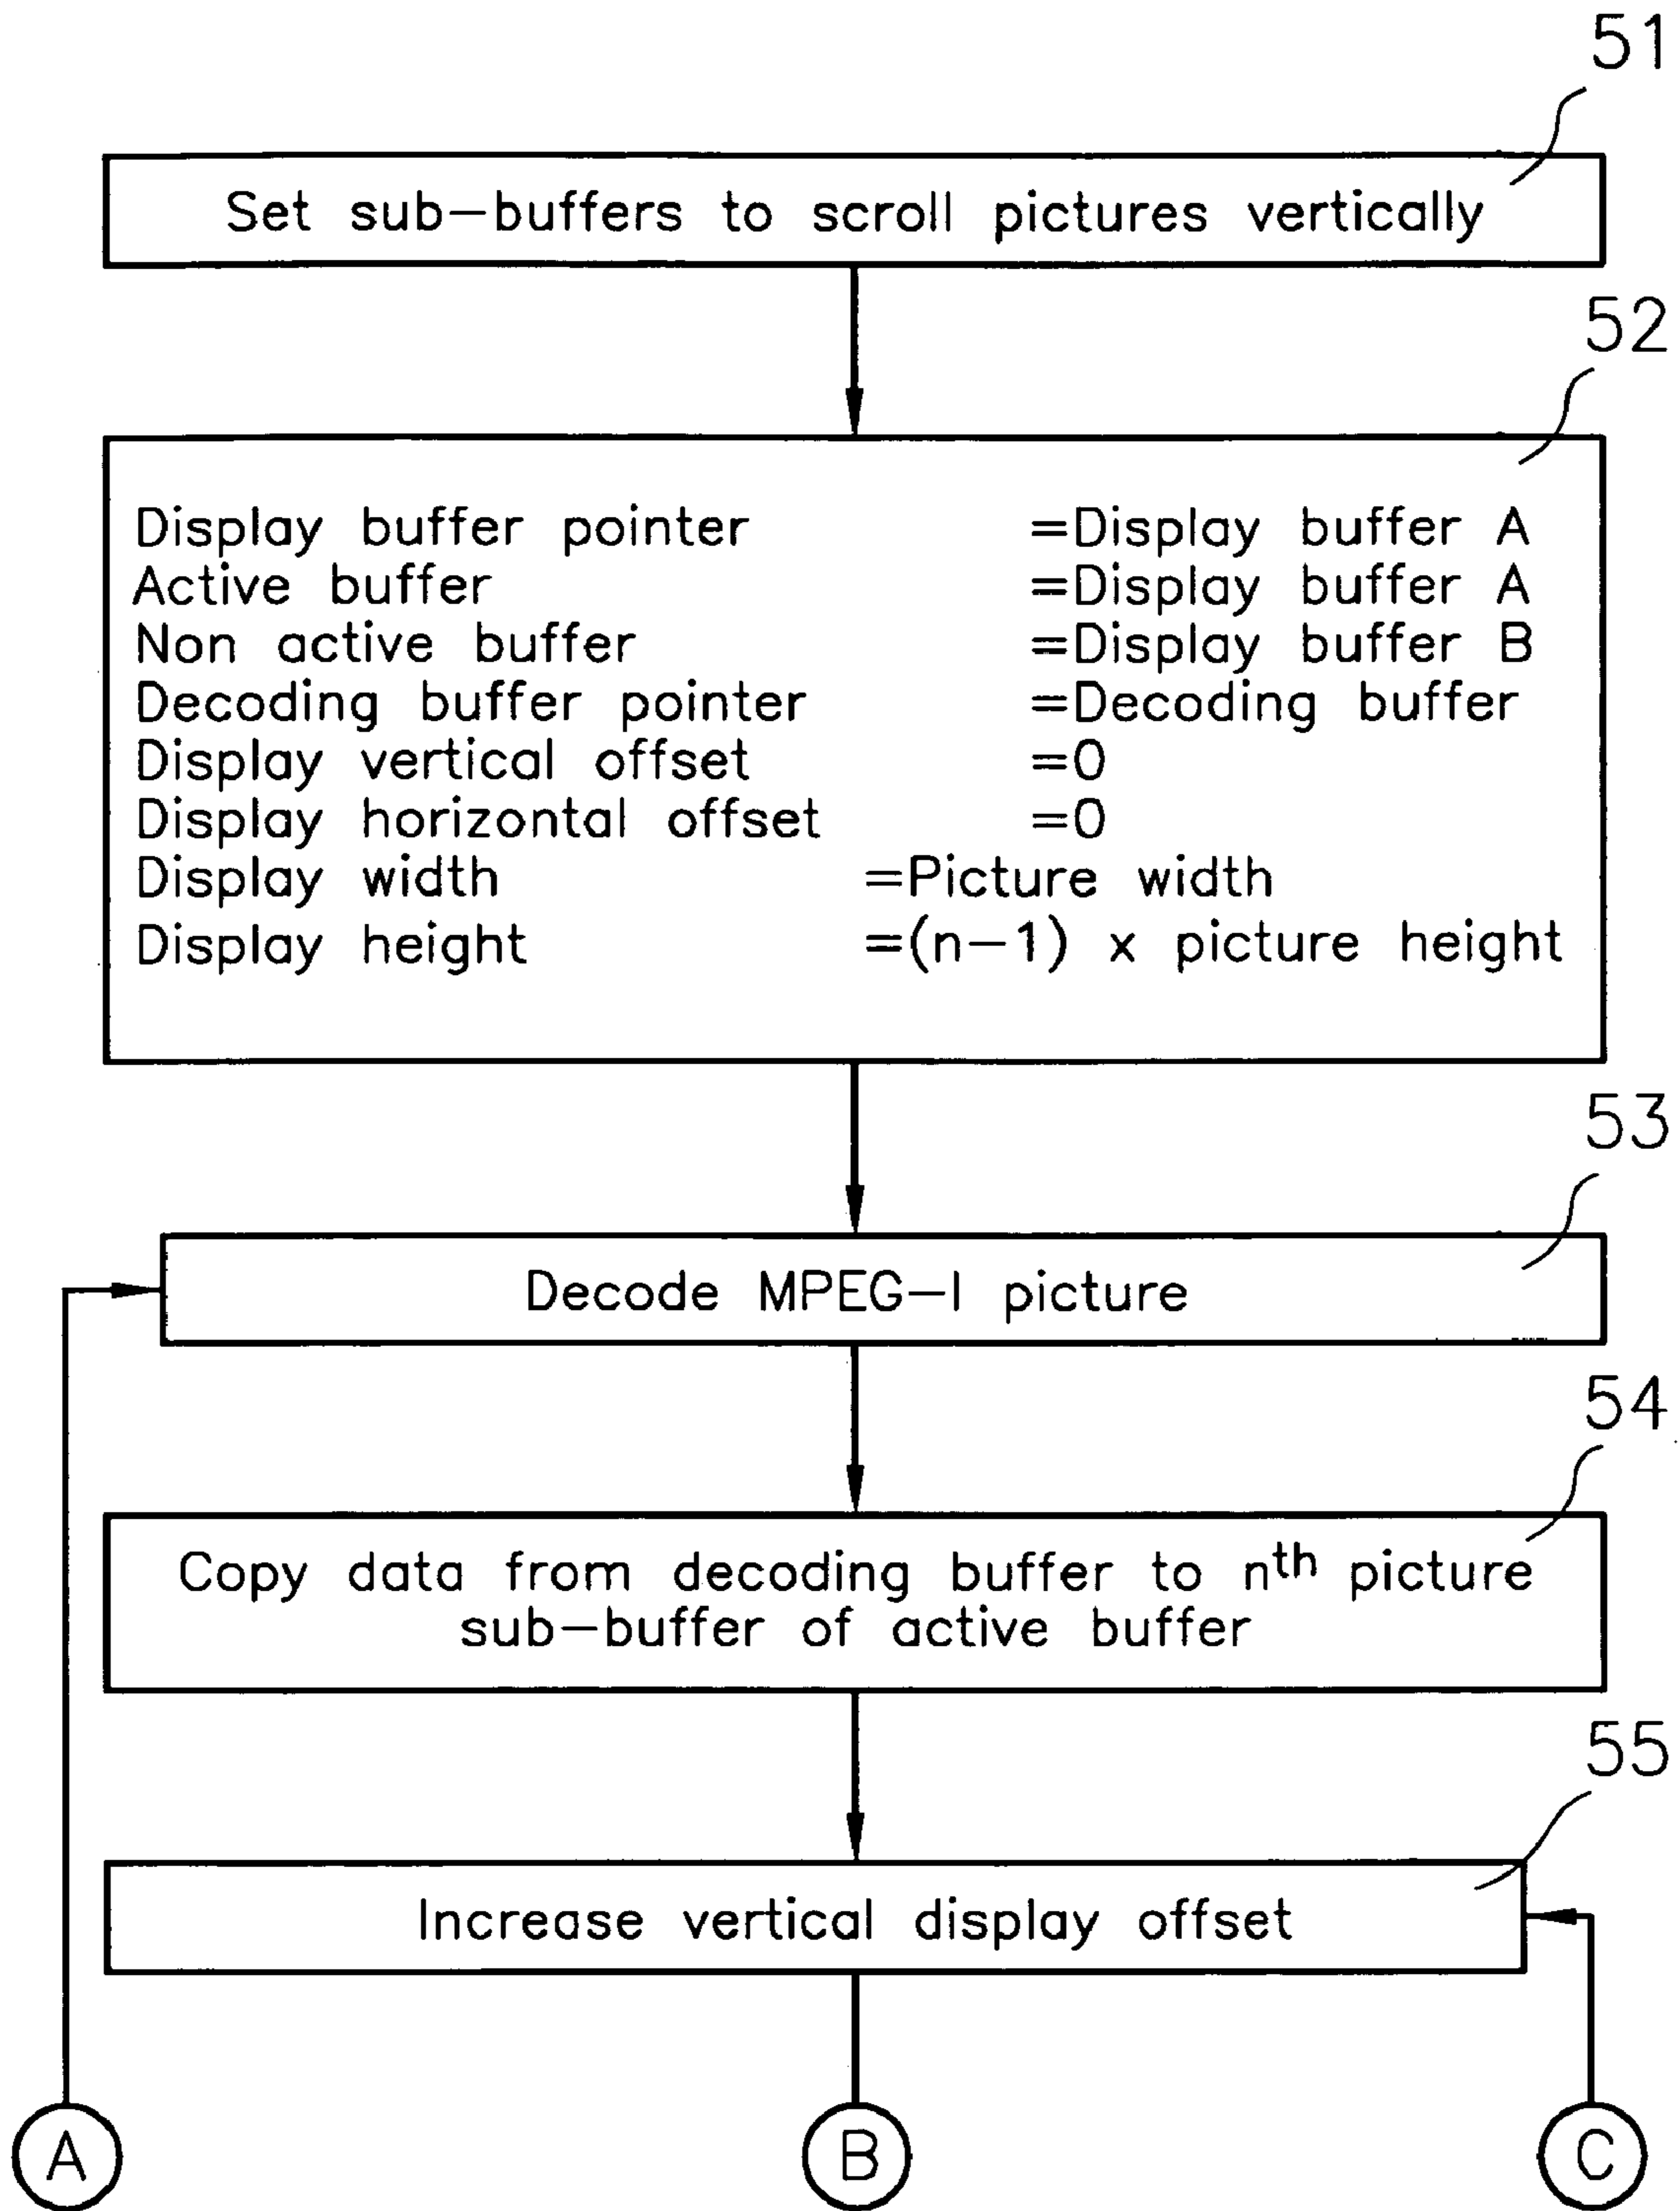 51
Set sub-buffers to scroll pictures vertically
52
Display buffer pointer =Display buffer A
Active buffer =Display buffer A
Non active buffer =Display buffer B
Decoding buffer pointer =Decoding buffer
Display vertical offset =0
Display horizontal offset =0
Display width =Picture width
Display height =(n-1) x picture height
53
Decode MPEG-I picture
54
Copy data from decoding buffer to nth picture
sub-buffer of active buffer
55
Increase vertical display offset
A B C